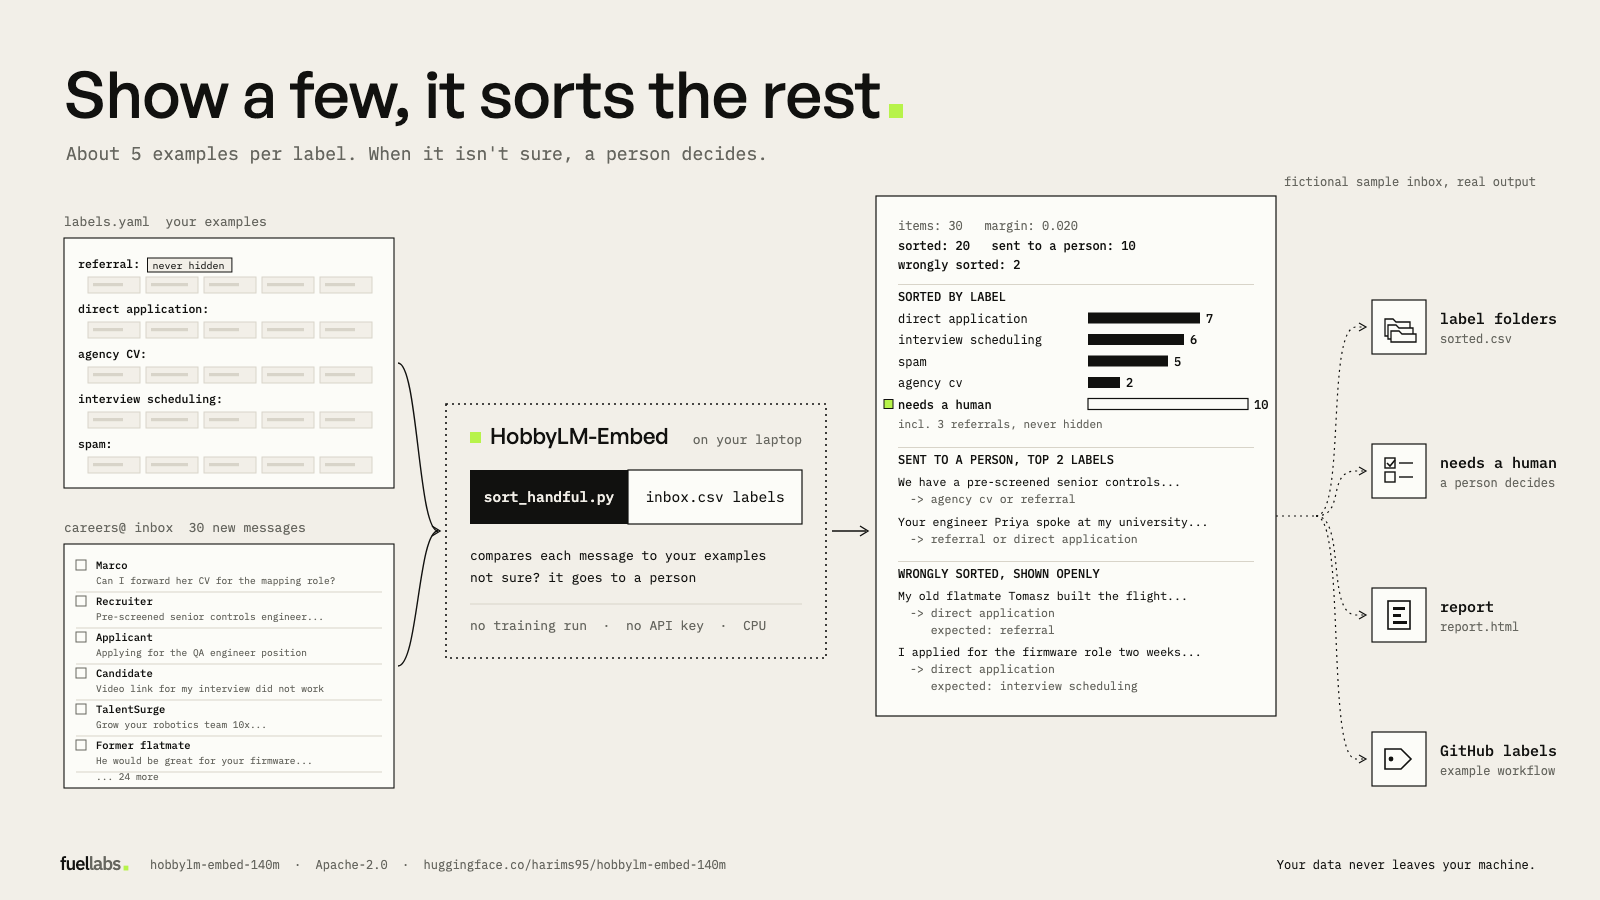 Show a few, it sorts the rest.
About 5 examples per label. When it isn't sure, a person decides.
labels.yaml  your examples
referral: never hidden
direct application:
agency CV:
interview scheduling:
spam:
careers@ inbox  30 new messages
Marco
Can I forward her CV for the mapping role?
Recruiter
Pre-screened senior controls engineer...
Applicant
Applying for the QA engineer position
Candidate
Video link for my interview did not work
TalentSurge
Grow your robotics team 10x...
Former flatmate
He would be great for your firmware...
... 24 more
HobbyLM-Embed on your laptop
sort_handful.py inbox.csv labels
compares each message to your examples
not sure? it goes to a person
no training run · no API key · CPU
fictional sample inbox, real output
items: 30   margin: 0.020
sorted: 20   sent to a person: 10
wrongly sorted: 2
SORTED BY LABEL
direct application 7
interview scheduling 6
spam 5
agency cv 2
needs a human 10
incl. 3 referrals, never hidden
SENT TO A PERSON, TOP 2 LABELS
We have a pre-screened senior controls...
-> agency cv or referral
Your engineer Priya spoke at my university...
-> referral or direct application
WRONGLY SORTED, SHOWN OPENLY
My old flatmate Tomasz built the flight...
-> direct application
expected: referral
I applied for the firmware role two weeks...
-> direct application
expected: interview scheduling
label folders
sorted.csv
needs a human
a person decides
report
report.html
GitHub labels
example workflow
fuellabs. hobbylm-embed-140m · Apache-2.0 · huggingface.co/harims95/hobbylm-embed-140m
Your data never leaves your machine.